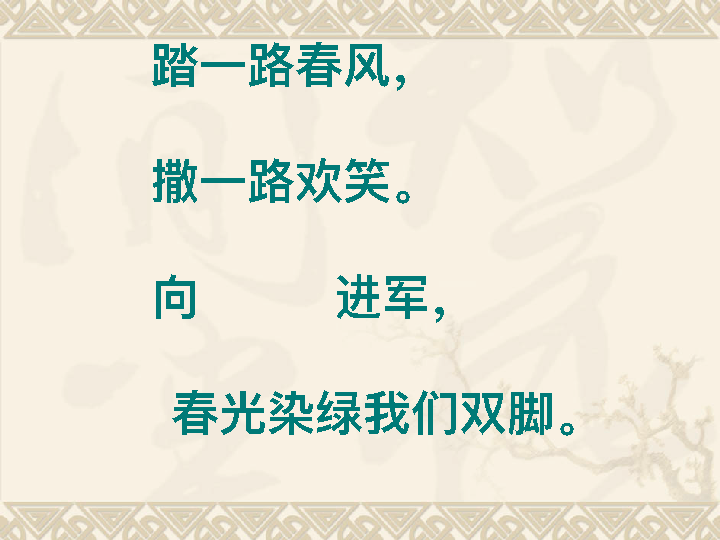 踏一路春风，
撒一路欢笑。
向 进军，
春光染绿我们双脚。